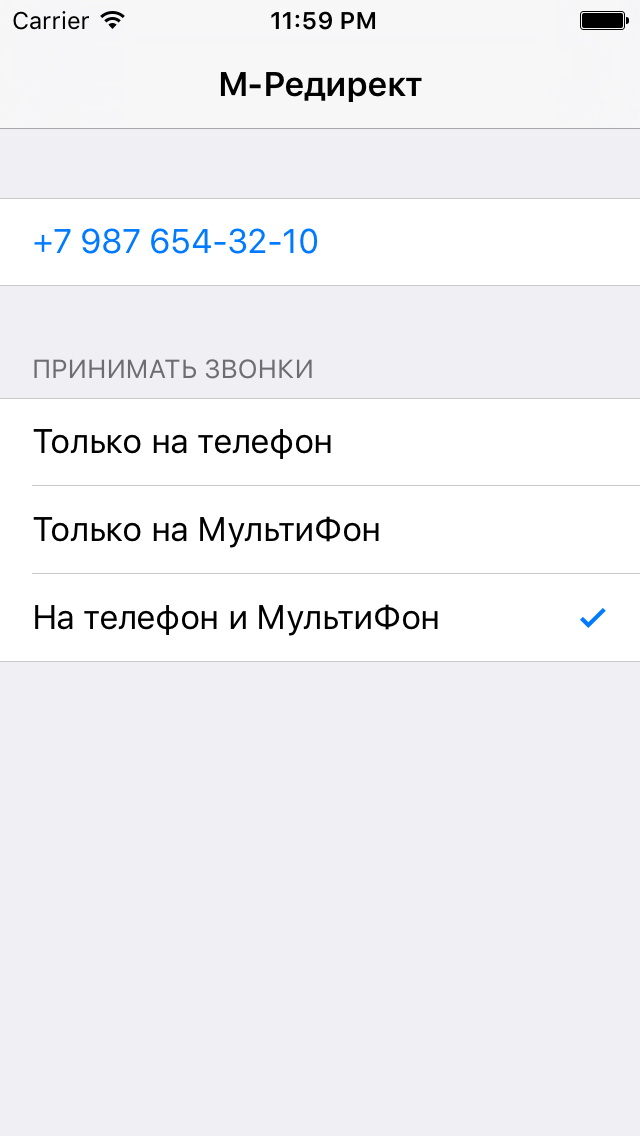 Carrier 11:59 PM
М-Редирект
+7 987 654-32-10
ПРИНИМАТЬ ЗВОНКИ
Только на телефон
Только на МультиФон
На телефон и МультиФон